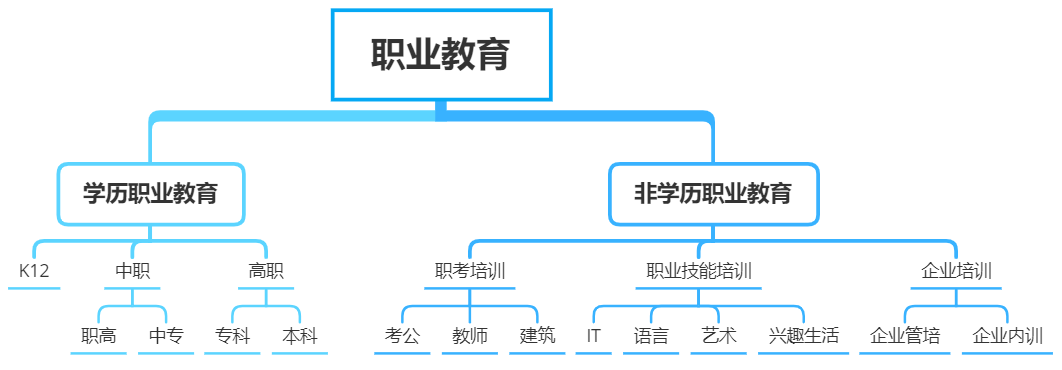 职业教育
学历职业教育
非学历职业教育
K12
中职
高职
职考培训
职业技能培训
企业培训
职高
中专
专科
本科
考公
教师
建筑
IT
语言
艺术
兴趣生活
企业管培
企业内训